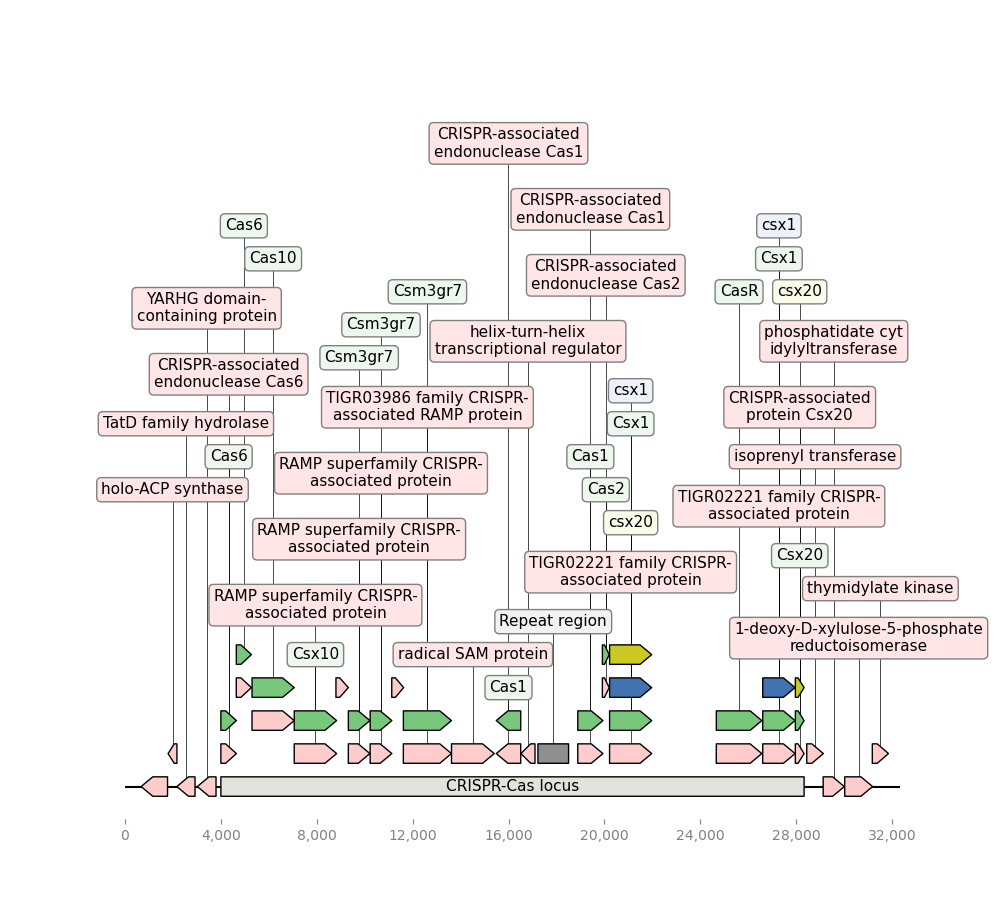 CRISPR-associated
endonuclease Cas1
CRISPR-associated
endonuclease Cas1
Cas6
csx1
Cas10
Csx1
CRISPR-associated
endonuclease Cas2
YARHG domain-
containing protein
Csm3gr7
CasR
csx20
Csm3gr7
helix-turn-helix
transcriptional regulator
phosphatidate cyt
idylyltransferase
Csm3gr7
CRISPR-associated
endonuclease Cas6
csx1
TIGR03986 family CRISPR-
associated RAMP protein
CRISPR-associated
protein Csx20
TatD family hydrolase
Csx1
Cas6
Cas1
isoprenyl transferase
RAMP superfamily CRISPR-
associated protein
holo-ACP synthase
Cas2
TIGR02221 family CRISPR-
associated protein
csx20
RAMP superfamily CRISPR-
associated protein
Csx20
TIGR02221 family CRISPR-
associated protein
thymidylate kinase
RAMP superfamily CRISPR-
associated protein
Repeat region
1-deoxy-D-xylulose-5-phosphate
reductoisomerase
Csx10
radical SAM protein
Cas1
CRISPR-Cas locus
0
4,000
8,000
12,000
16,000
20,000
24,000
28,000
32,000